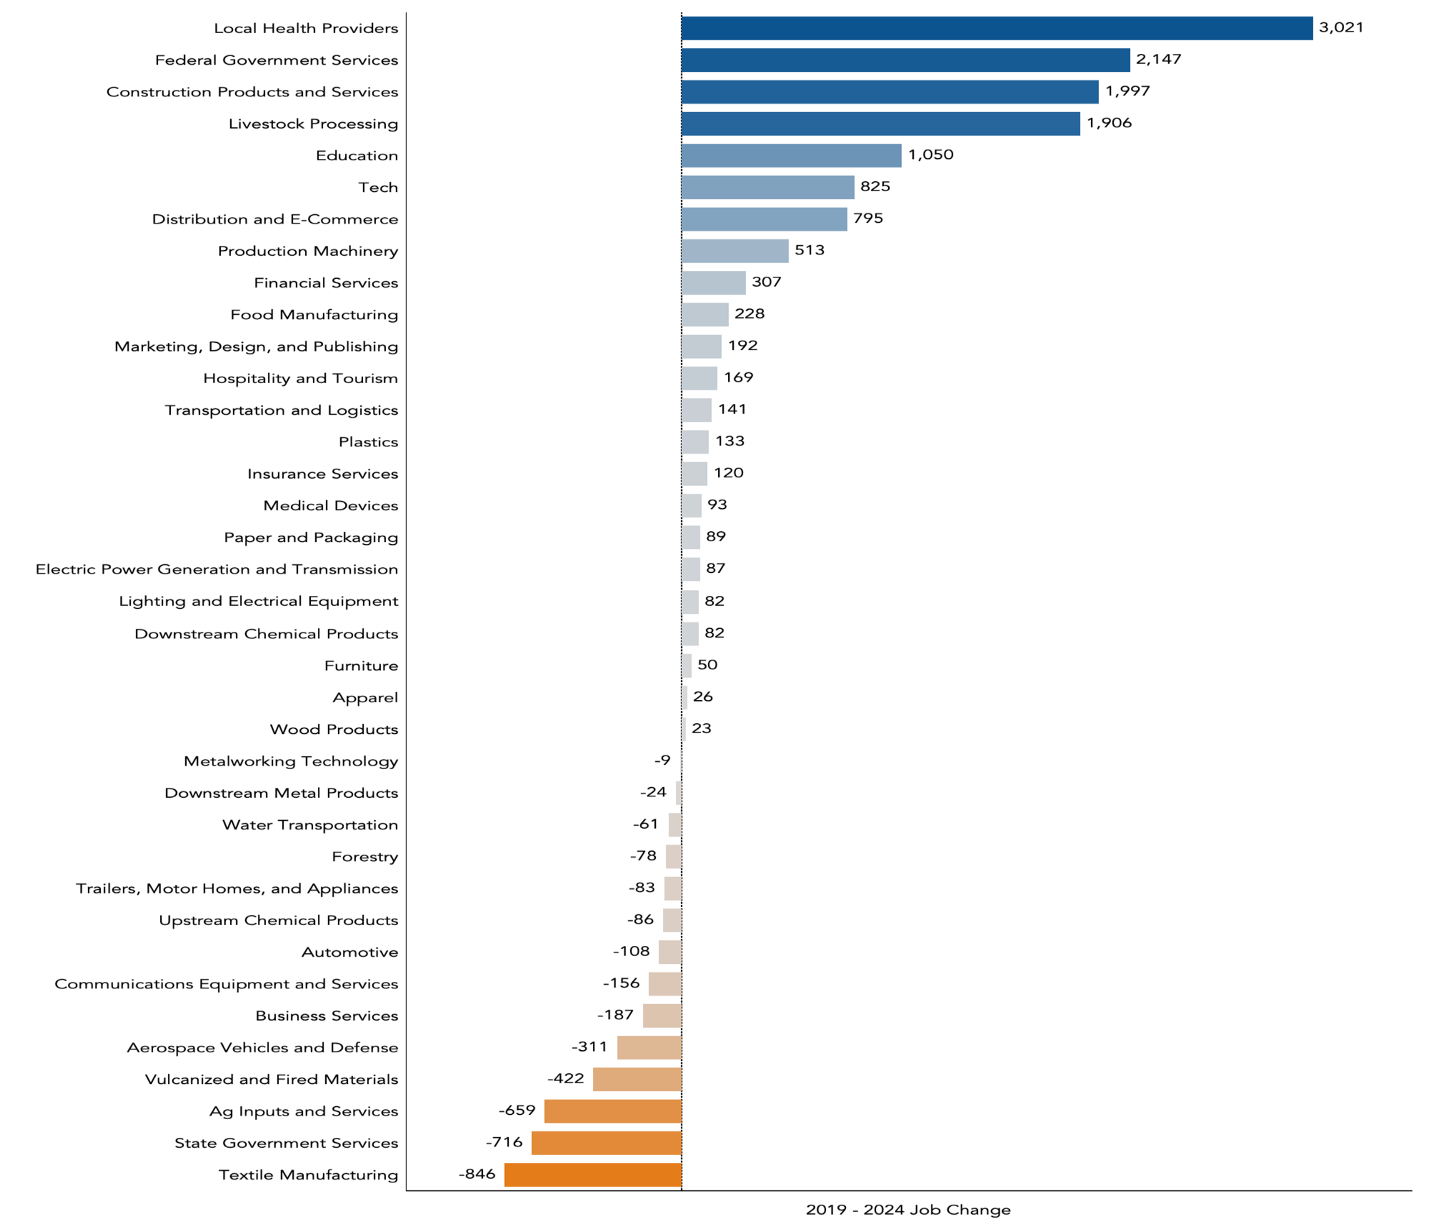 Local Health Providers 3,021
Federal Government Services 2,147
Construction Products and Services 1,997
Livestock Processing 1,906
Education 1,050
Tech 825
Distribution and E-Commerce 795
Production Machinery 513
Financial Services 307
Food Manufacturing 228
Marketing, Design, and Publishing 192
Hospitality and Tourism 169
Transportation and Logistics 141
Plastics 133
Insurance Services 120
Medical Devices 93
Paper and Packaging 89
Electric Power Generation and Transmission 87
Lighting and Electrical Equipment 82
Downstream Chemical Products 82
Furniture 50
Apparel 26
Wood Products 23
Metalworking Technology -9
Downstream Metal Products -24
Water Transportation -61
Forestry -78
Trailers, Motor Homes, and Appliances -83
Upstream Chemical Products -86
Automotive -108
Communications Equipment and Services -156
Business Services -187
Aerospace Vehicles and Defense -311
Vulcanized and Fired Materials -422
Ag Inputs and Services -659
State Government Services -716
Textile Manufacturing -846
2019 - 2024 Job Change